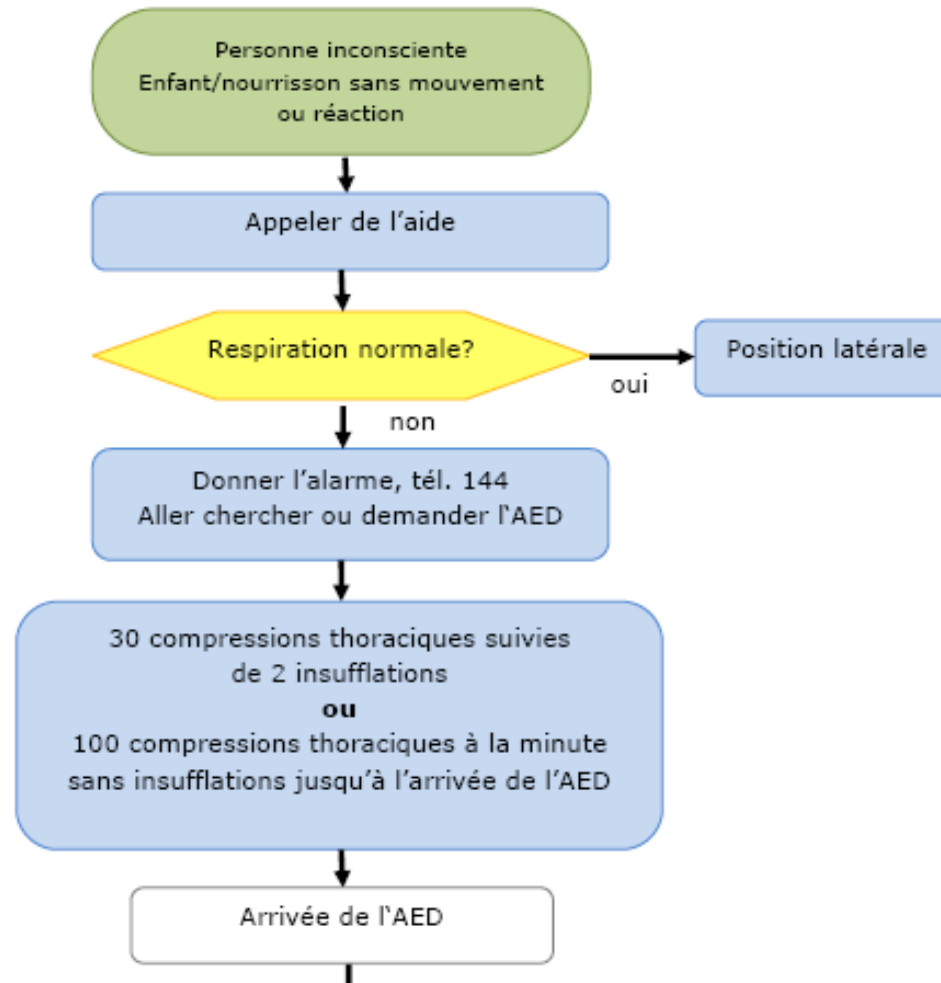 Personne inconsciente
Enfant/nourrisson sans mouvement
ou réaction
Appeler de l’aide
Respiration normale?
oui
Position latérale
non
Donner l’alarme, tél. 144
Aller chercher ou demander l‘AED
30 compressions thoraciques suivies
de 2 insufflations
ou
100 compressions thoraciques à la minute
sans insufflations jusqu’à l’arrivée de l’AED
Arrivée de l‘AED